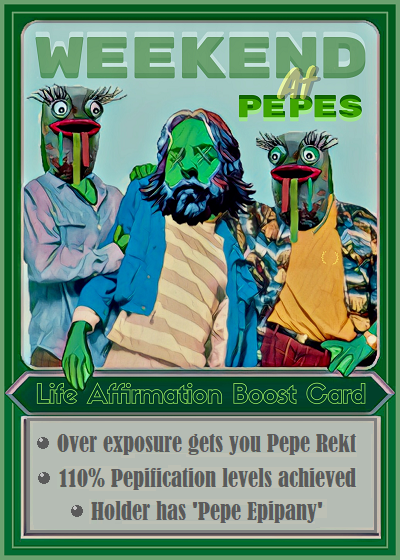 WEEKEND
At
PEPES
Life Affirmation Boost Card
Over exposure gets you Pepe Rekt
110% Pepification levels achieved
Holder has 'Pepe Epipany'